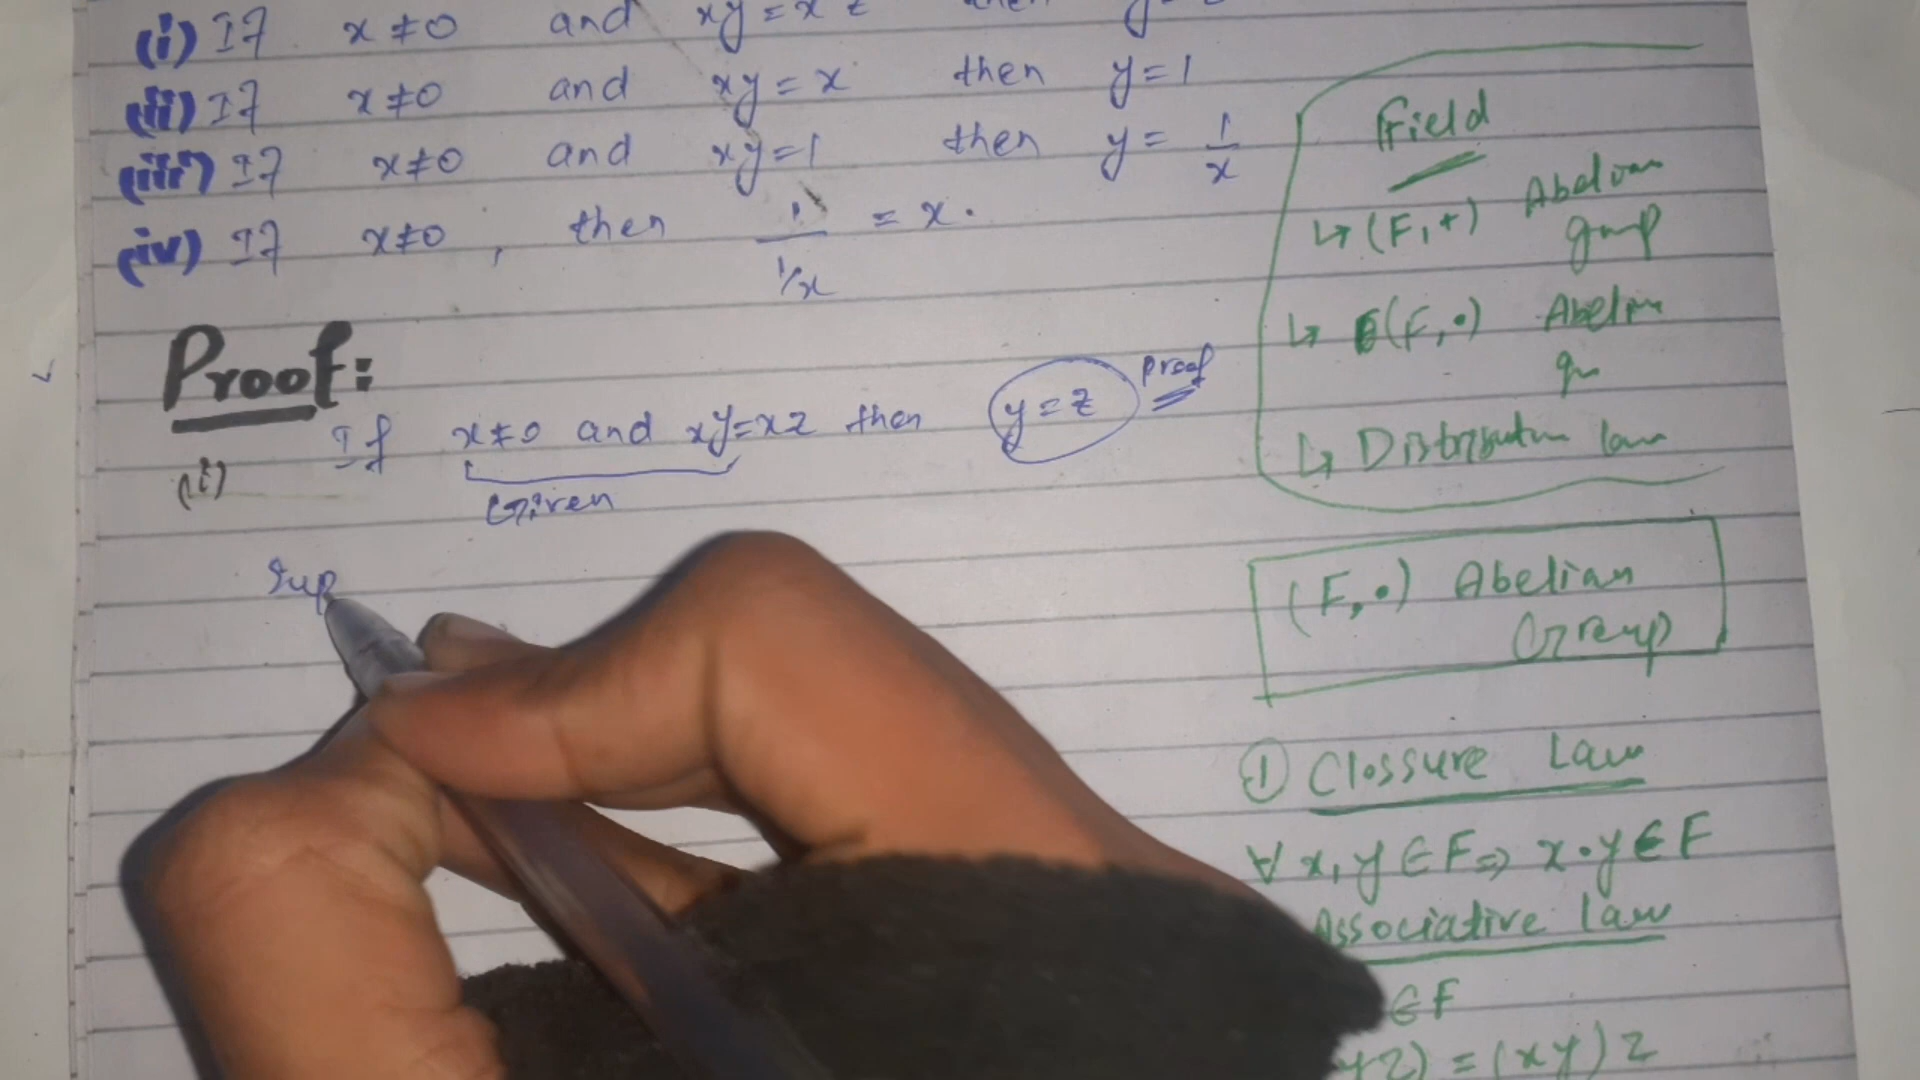 (i) If x≠0 and xy=xz then y=z
(ii) If x≠0 and xy=x then y=1
(iii) If x≠0 and xy=1 then y=1/x
(iv) If x≠0, then 1/1/x = x.
Proof:
(i) If x≠0 and xy=xz then y=z proof
Given
Sup
Field
↳ (F,+) Abelian
group
↳ (F,•)
↳ law
(F,•) Abelian
Group
① Clossure Law
∀ x,y∈F⇒ x•y∈F
Associative law
∈F
yz) = (xy)z